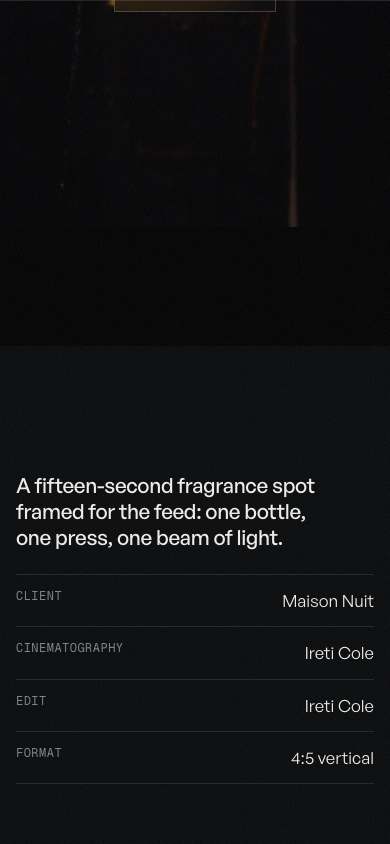 A fifteen-second fragrance spot
framed for the feed: one bottle,
one press, one beam of light.
CLIENT
Maison Nuit
CINEMATOGRAPHY
Ireti Cole
EDIT
Ireti Cole
FORMAT
4:5 vertical